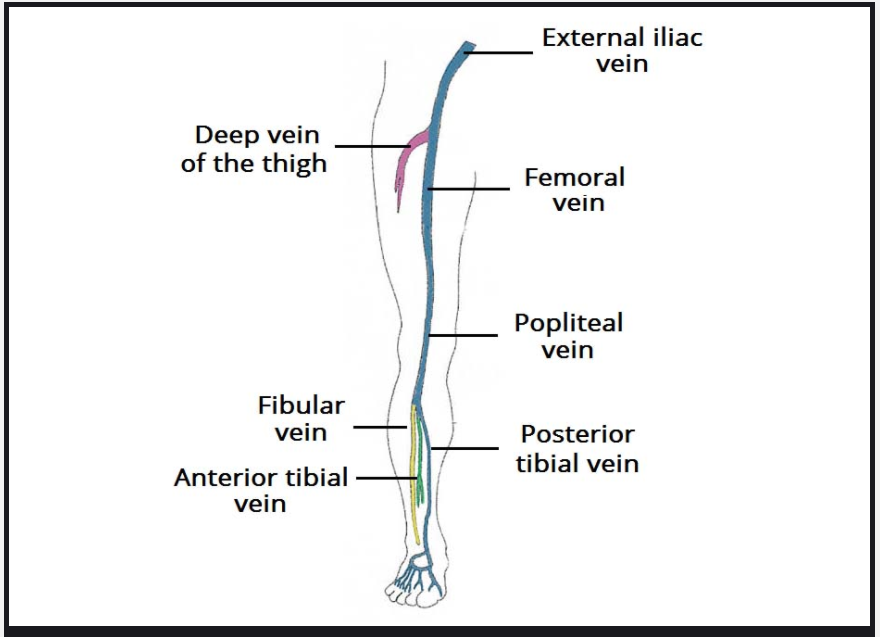 External iliac
vein
Deep vein
of the thigh
Femoral
vein
Popliteal
vein
Fibular
vein
Posterior
tibial vein
Anterior tibial
vein